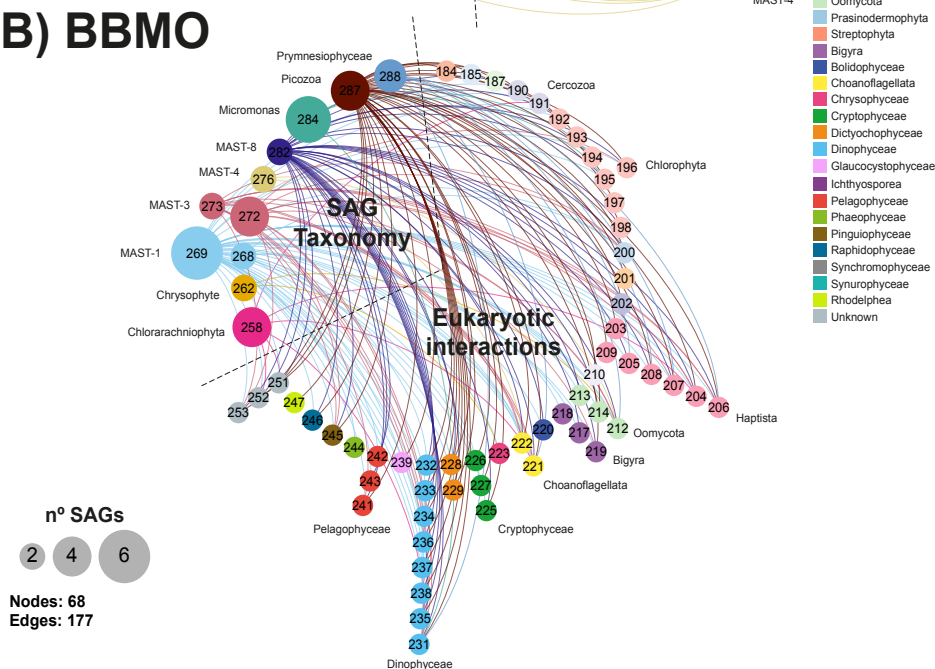 MAST-4
Oomycota
Prasinodermophyta
Streptophyta
Bigyra
Bolidophyceae
Choanoflagellata
Chrysophyceae
Cryptophyceae
Dictyochophyceae
Dinophyceae
Glaucocystophyceae
Ichthyosporea
Pelagophyceae
Phaeophyceae
Pinguiophyceae
Raphidophyceae
Synchromophyceae
Synurophyceae
Rhodelphea
Unknown
B) BBMO
Prymnesiophyceae
288
Picozoa
287
Micromonas
284
MAST-8
282
MAST-4
276
MAST-3
273
272
MAST-1
269
268
Chrysophyte
262
Chlorarachniophyta
258
SAG
Taxonomy
Eukaryotic
interactions
184
185
187
190
Cercozoa
191
192
193
194
196
Chlorophyta
195
197
198
200
201
202
203
209
205
208
207
204
206
Haptista
210
213
214
212
Oomycota
218
217
219
Bigyra
220
222
221
Choanoflagellata
223
226
227
225
Cryptophyceae
228
229
232
233
234
236
237
238
235
231
Dinophyceae
239
242
243
241
Pelagophyceae
244
245
246
247
251
252
253
nº SAGs
2 4 6
Nodes: 68
Edges: 177